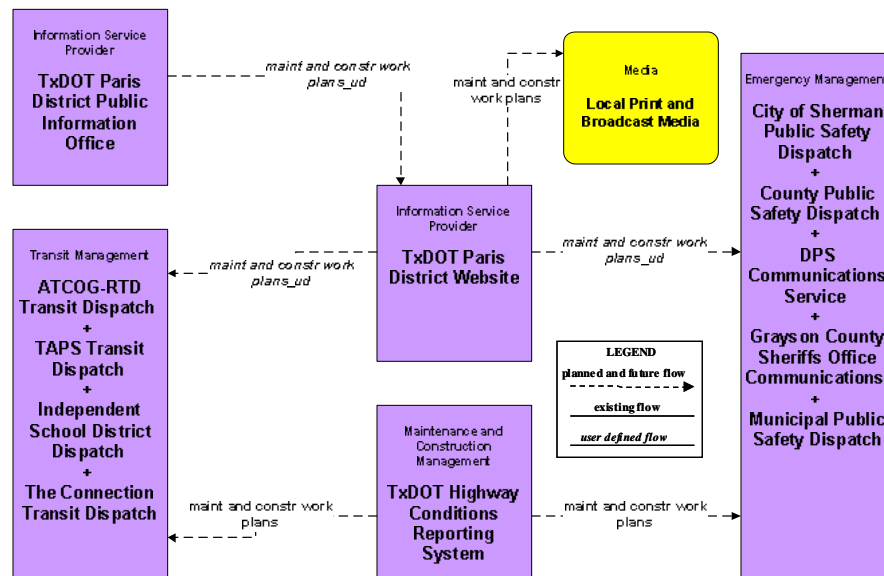 Information Service
Provider
TxDOT Paris
District Public
Information
Office
maint and constr work
plans_ud
maint and constr
work plans
Media
Local Print and
Broadcast Media
Emergency Management
City of Sherman
Public Safety
Dispatch
+
County Public
Safety Dispatch
+
DPS
Communications
Service
+
Grayson County
Sheriffs Office
Communications
+
Municipal Public
Safety Dispatch
Information Service
Provider
TxDOT Paris
District Website
maint and constr work
plans_ud
maint and constr work
plans_ud
Transit Management
ATCOG-RTD
Transit Dispatch
+
TAPS Transit
Dispatch
+
Independent
School District
Dispatch
+
The Connection
Transit Dispatch
LEGEND
planned and future flow
existing flow
user defined flow
Maintenance and
Construction
Management
TxDOT Highway
Conditions
Reporting
System
maint and constr work
plans
maint and constr work
plans